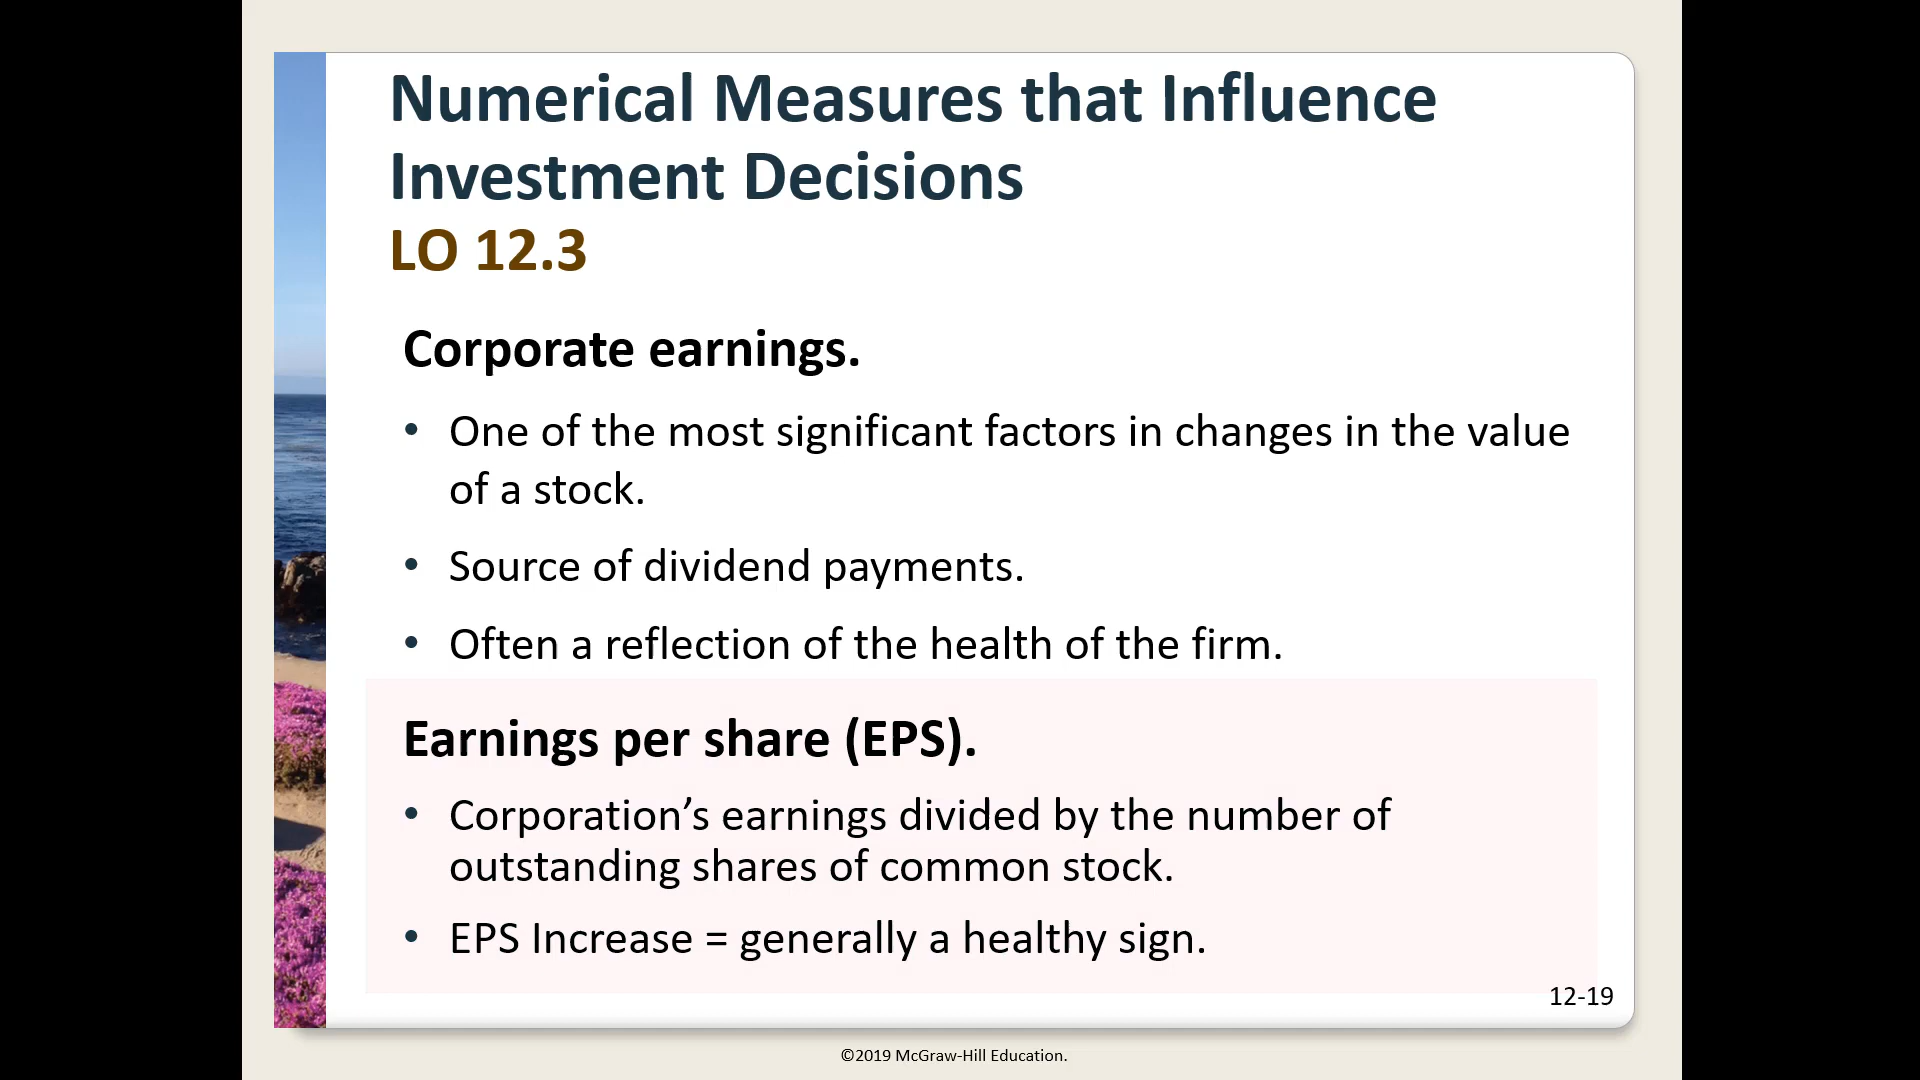 Numerical Measures that Influence
Investment Decisions
LO 12.3
Corporate earnings.
• One of the most significant factors in changes in the value
of a stock.
• Source of dividend payments.
• Often a reflection of the health of the firm.
Earnings per share (EPS).
• Corporation’s earnings divided by the number of
outstanding shares of common stock.
• EPS Increase = generally a healthy sign.
12-19
©2019 McGraw-Hill Education.